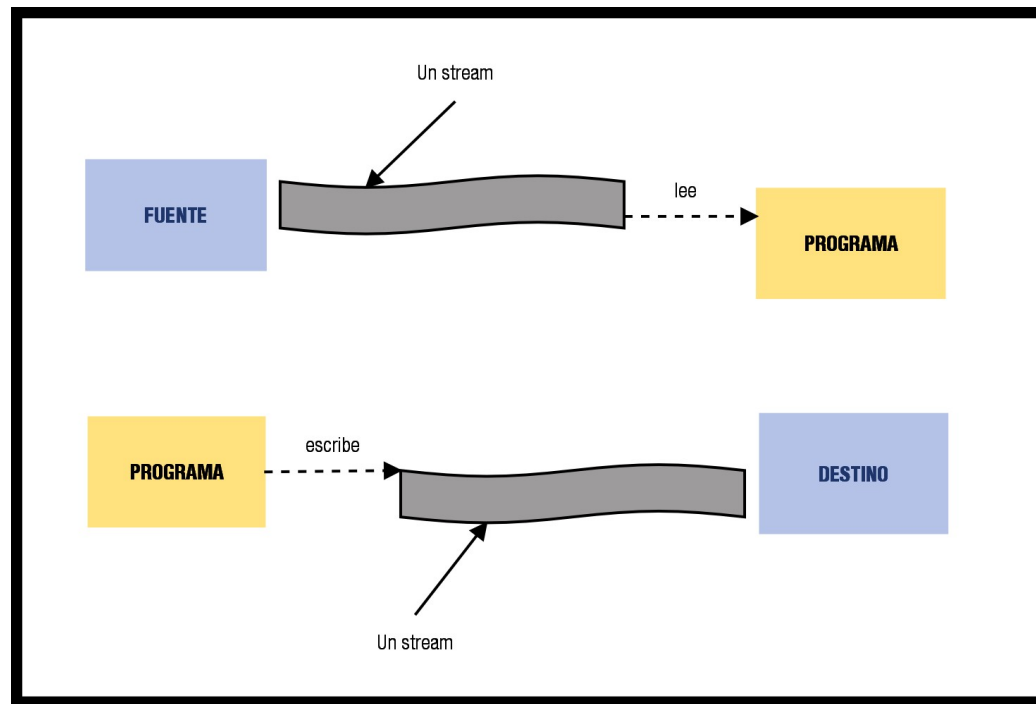 Un stream
FUENTE
lee
PROGRAMA
PROGRAMA
escribe
DESTINO
Un stream